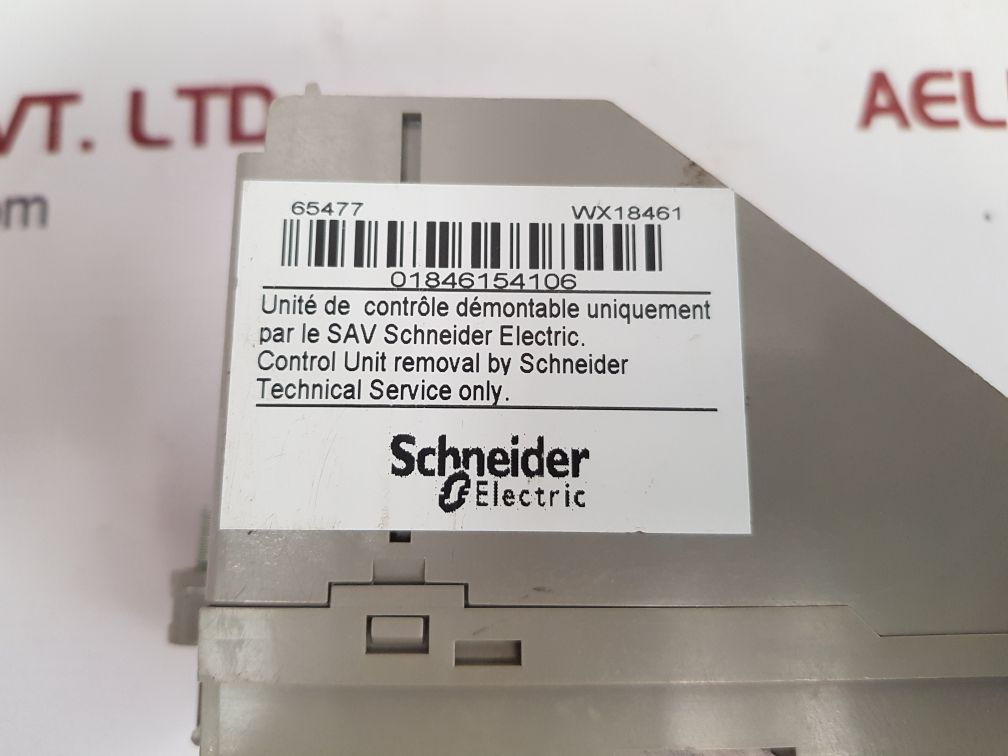 VT. LTD
AEL
om
65477 WX18461
01846154106
Unité de contrôle démontable uniquement
par le SAV Schneider Electric.
Control Unit removal by Schneider
Technical Service only.
Schneider
Electric